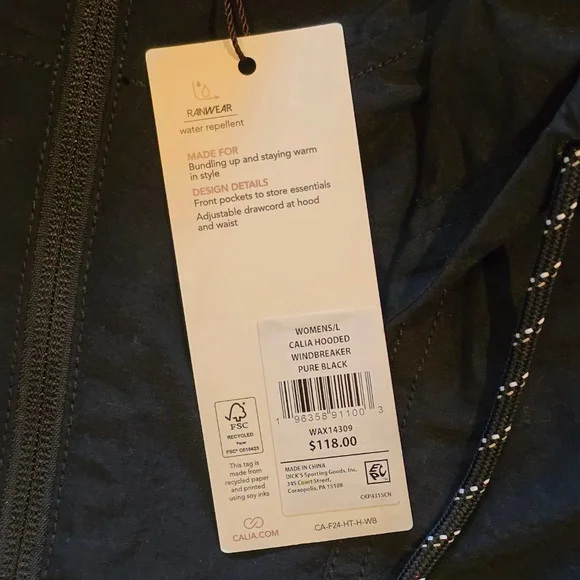 RAINWEAR
water repellent
MADE FOR
Bundling up and staying warm
in style
DESIGN DETAILS
Front pockets to store essentials
Adjustable drawcord at hood
and waist
WOMENS/L
CALIA HOODED
WINDBREAKER
PURE BLACK
1 96358 91100 3
WAX14309
$118.00
MADE IN CHINA
DICK'S Sporting Goods, Inc.
345 Court Street,
Coraopolis, PA 15108
CKP4315CN
FSC
RECYCLED
Paper
This tag is
made from
recycled paper
and printed
using soy inks
CALIA.COM
CA-F24-HT-H-WB